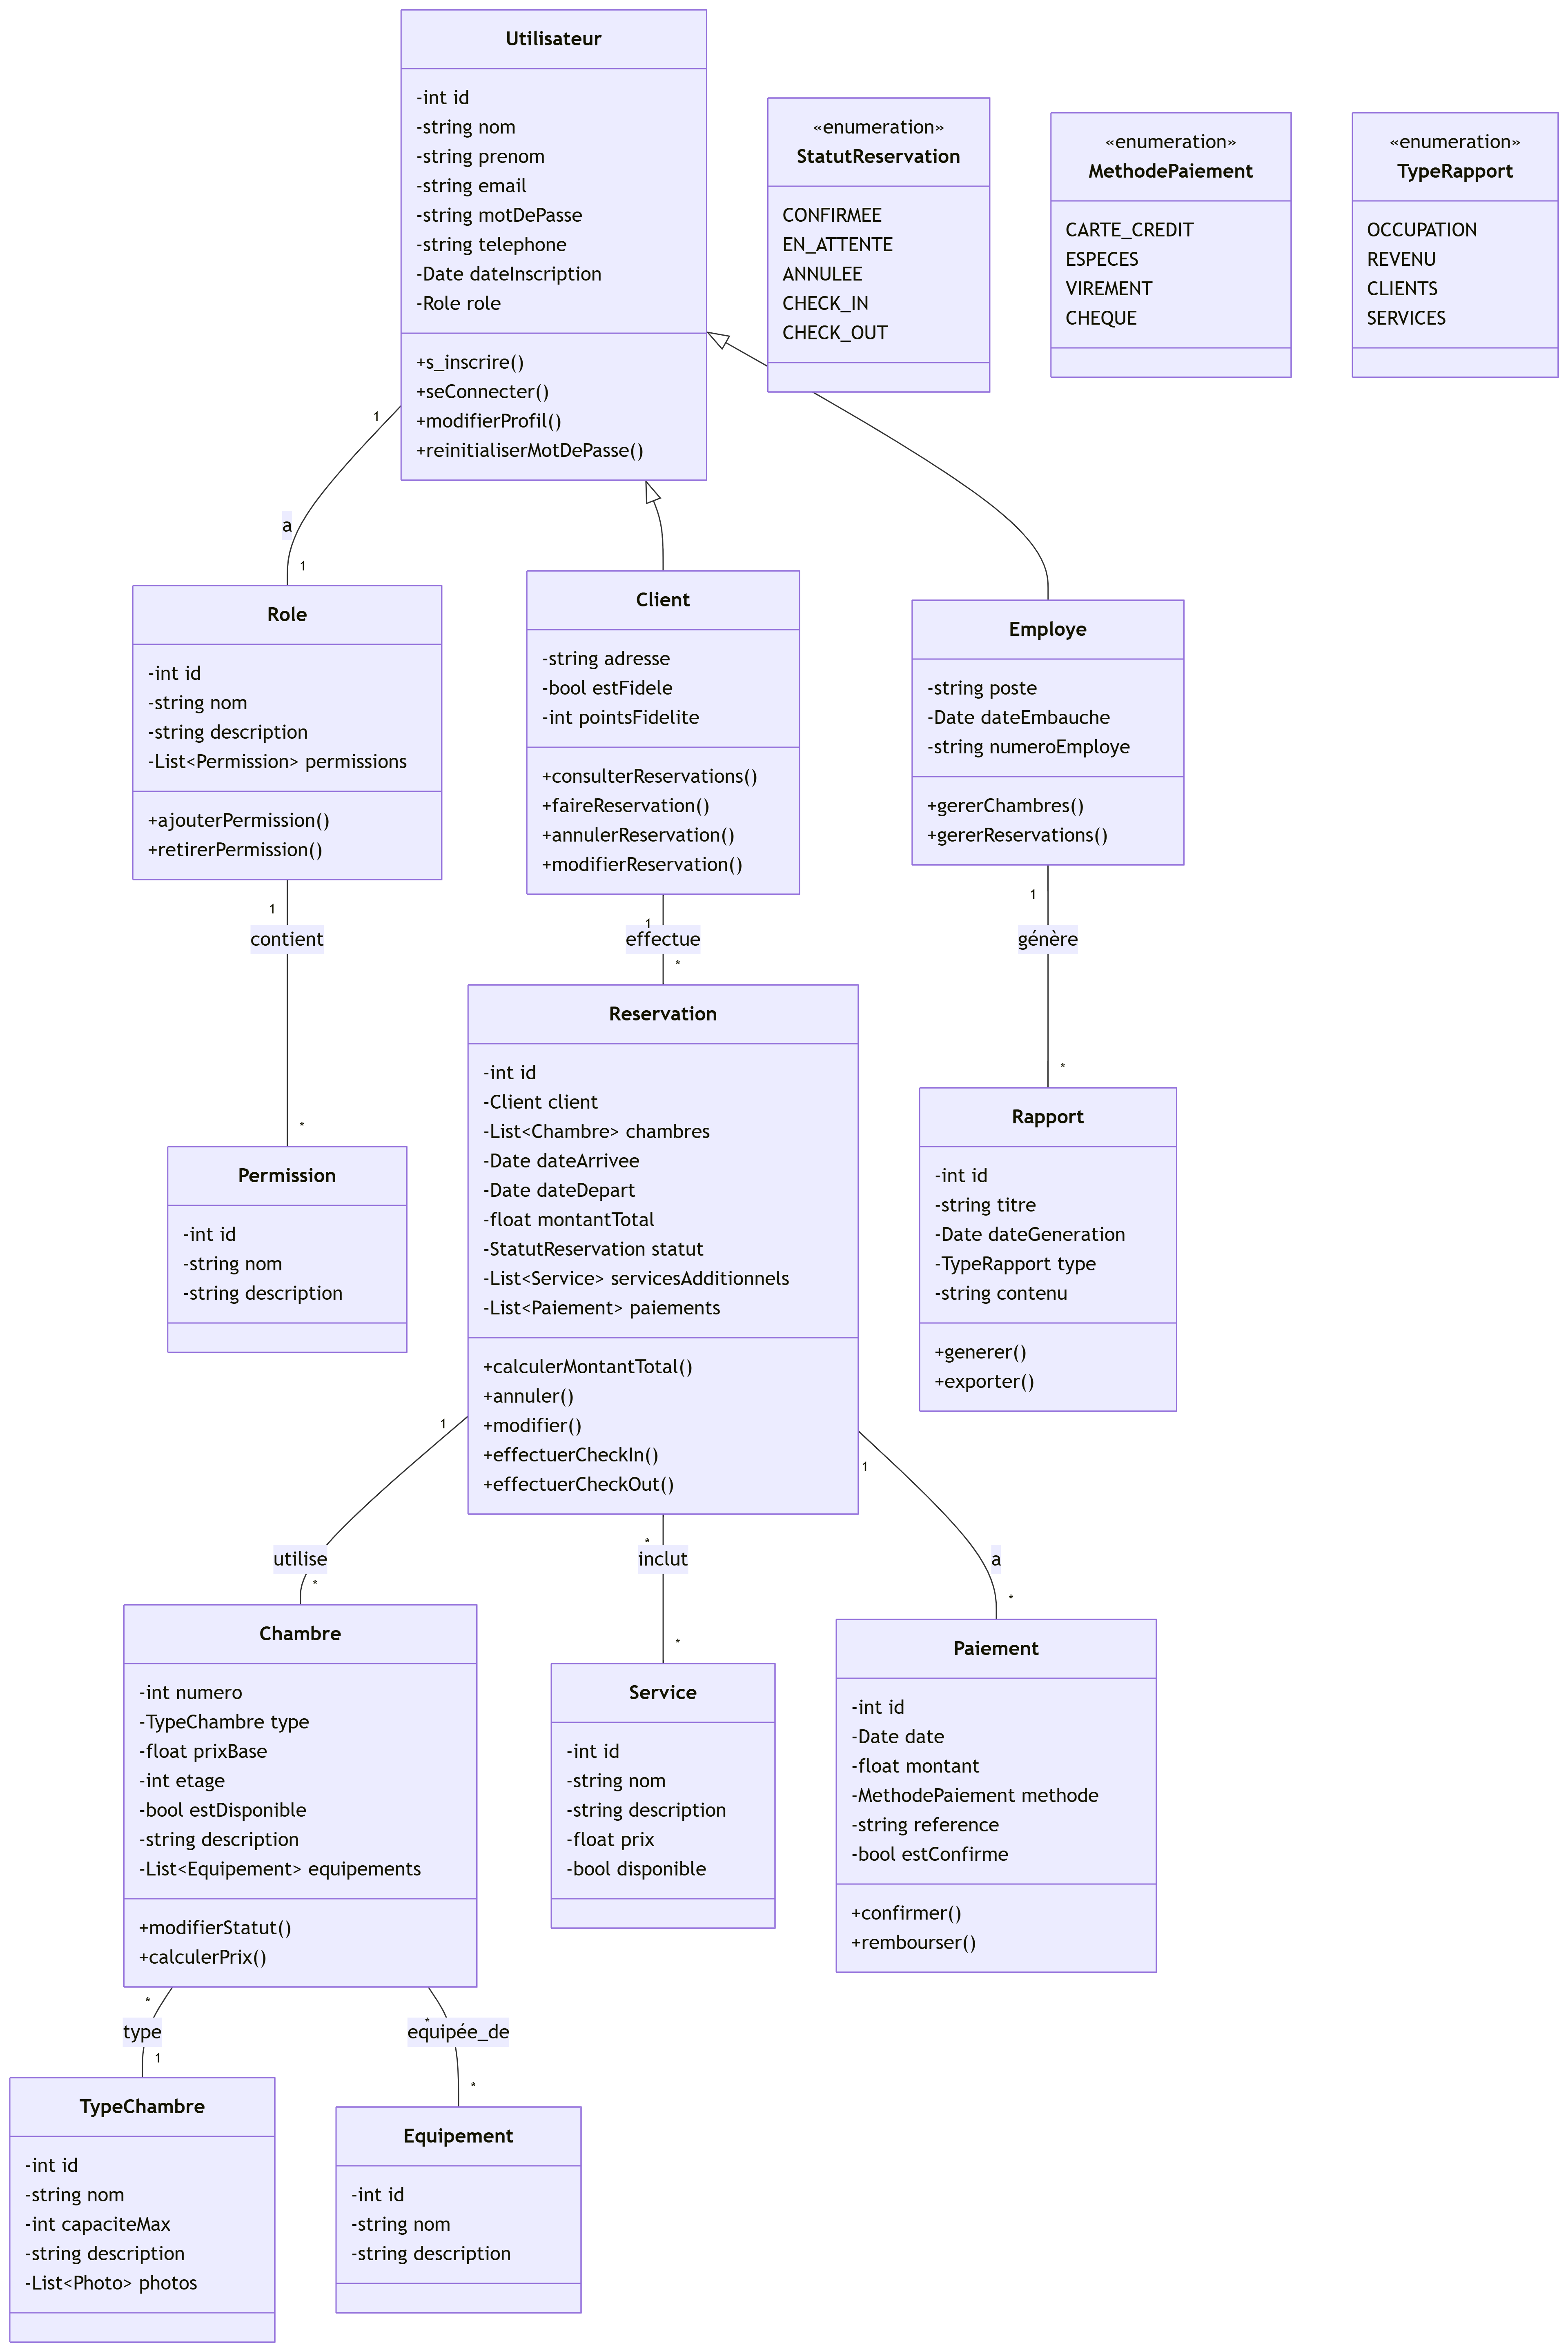 Utilisateur
-int id
-string nom
-string prenom
-string email
-string motDePasse
-string telephone
-Date dateInscription
-Role role
+s_inscrire()
+seConnecter()
+modifierProfil()
+reinitialiserMotDePasse()
«enumeration»
StatutReservation
CONFIRMEE
EN_ATTENTE
ANNULEE
CHECK_IN
CHECK_OUT
«enumeration»
MethodePaiement
CARTE_CREDIT
ESPECES
VIREMENT
CHEQUE
«enumeration»
TypeRapport
OCCUPATION
REVENU
CLIENTS
SERVICES
1
a
1
Role
-int id
-string nom
-string description
-List<Permission> permissions
+ajouterPermission()
+retirerPermission()
Client
-string adresse
-bool estFidele
-int pointsFidelite
+consulterReservations()
+faireReservation()
+annulerReservation()
+modifierReservation()
Employe
-string poste
-Date dateEmbauche
-string numeroEmploye
+gererChambres()
+gererReservations()
1
contient
*
1
effectue
*
1
génère
*
Permission
-int id
-string nom
-string description
Reservation
-int id
-Client client
-List<Chambre> chambres
-Date dateArrivee
-Date dateDepart
-float montantTotal
-StatutReservation statut
-List<Service> servicesAdditionnels
-List<Paiement> paiements
+calculerMontantTotal()
+annuler()
+modifier()
+effectuerCheckIn()
+effectuerCheckOut()
Rapport
-int id
-string titre
-Date dateGeneration
-TypeRapport type
-string contenu
+generer()
+exporter()
1
utilise
*
*
inclut
*
1
a
*
Chambre
-int numero
-TypeChambre type
-float prixBase
-int etage
-bool estDisponible
-string description
-List<Equipement> equipements
+modifierStatut()
+calculerPrix()
Service
-int id
-string nom
-string description
-float prix
-bool disponible
Paiement
-int id
-Date date
-float montant
-MethodePaiement methode
-string reference
-bool estConfirme
+confirmer()
+rembourser()
*
type
1
*
equipée_de
*
TypeChambre
-int id
-string nom
-int capaciteMax
-string description
-List<Photo> photos
Equipement
-int id
-string nom
-string description